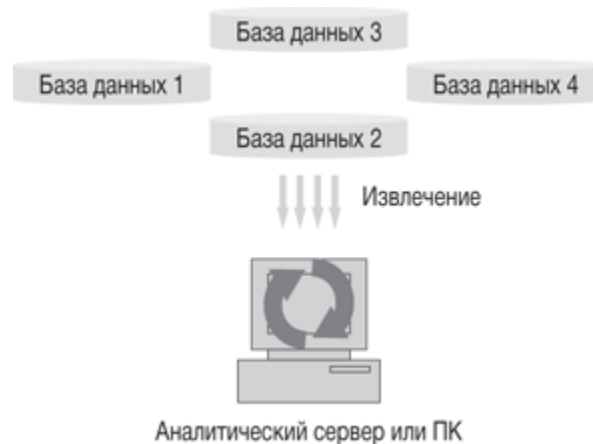 База данных 3
База данных 1
База данных 4
База данных 2
Извлечение
Аналитический сервер или ПК